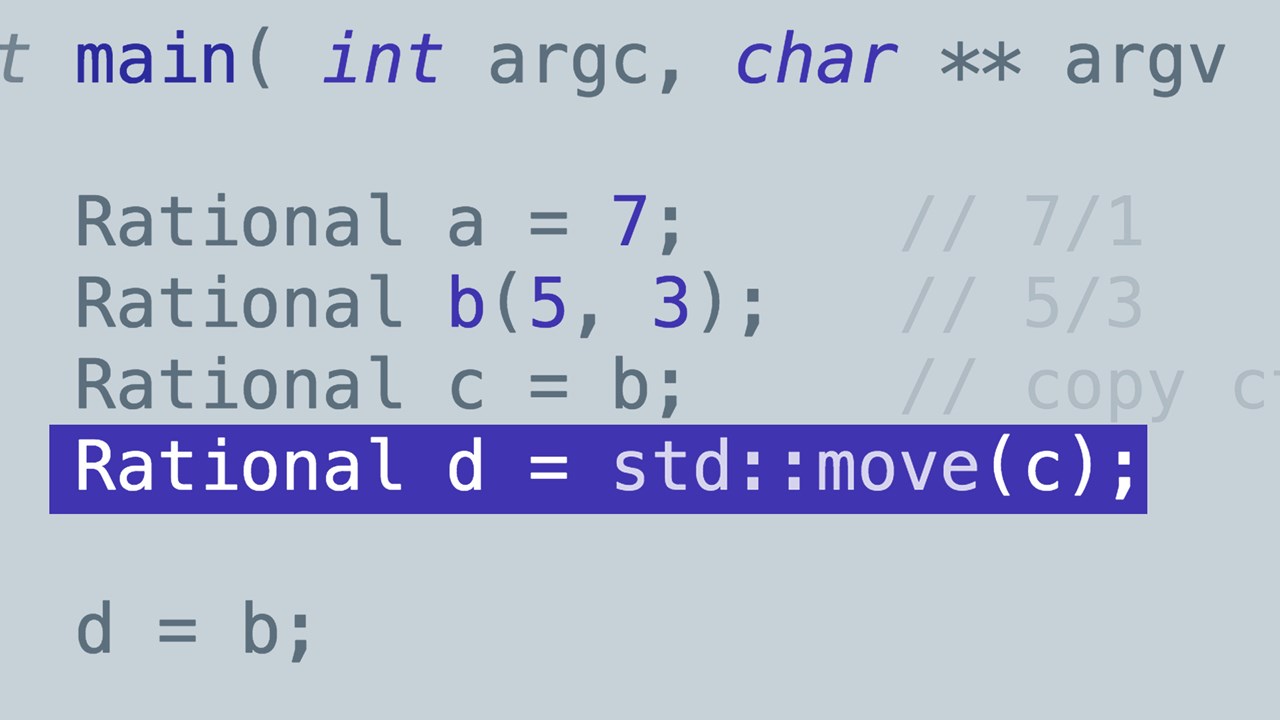 t main( int argc, char ** argv
Rational a = 7; // 7/1
Rational b(5, 3); // 5/3
Rational c = b; // copy c
Rational d = std::move(c);
d = b;